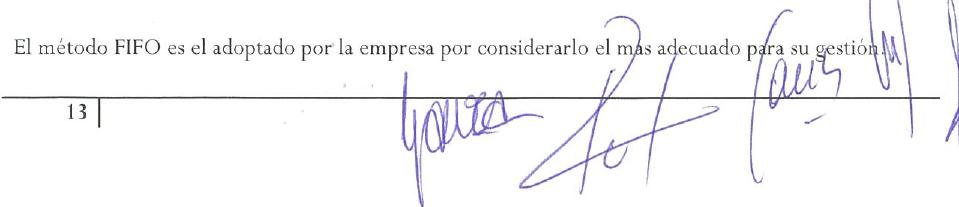 El método FIFO es el adoptado por la empresa por considerarlo el más adecuado para su gestión.
13